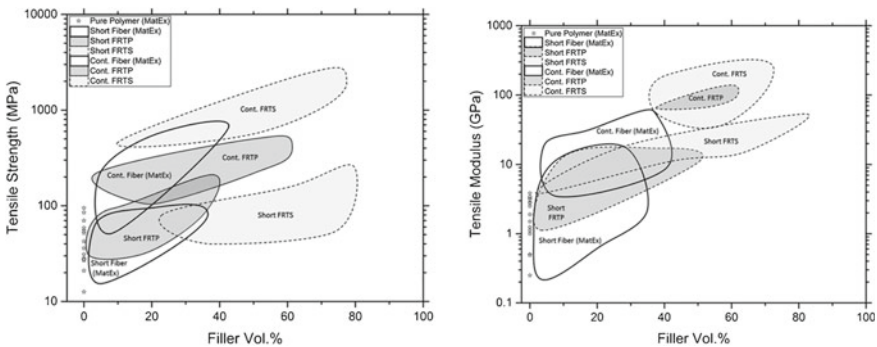 10000
1000
100
10
Tensile Strength (MPa)
Pure Polymer (MatEx)
Short Fiber (MatEx)
Short FRTP
Short FRTS
Cont. Fiber (MatEx)
Cont. FRTP
Cont. FRTS
Cont. FRTS
Cont. FRTP
Cont. Fiber (MatEx)
Short FRTS
Short FRTP
Short Fiber
(MatEx)
0
20
40
60
80
100
Filler Vol.%
1000
100
10
1
0.1
Tensile Modulus (GPa)
Pure Polymer (MatEx)
Short Fiber (MatEx)
Short FRTP
Short FRTS
Cont. Fiber (MatEx)
Cont. FRTP
Cont. FRTS
Cont. FRTS
Cont. FRTP
Cont. Fiber (MatEx)
Short FRTS
Short
FRTP
Short Fiber (MatEx)
0
20
40
60
80
100
Filler Vol.%